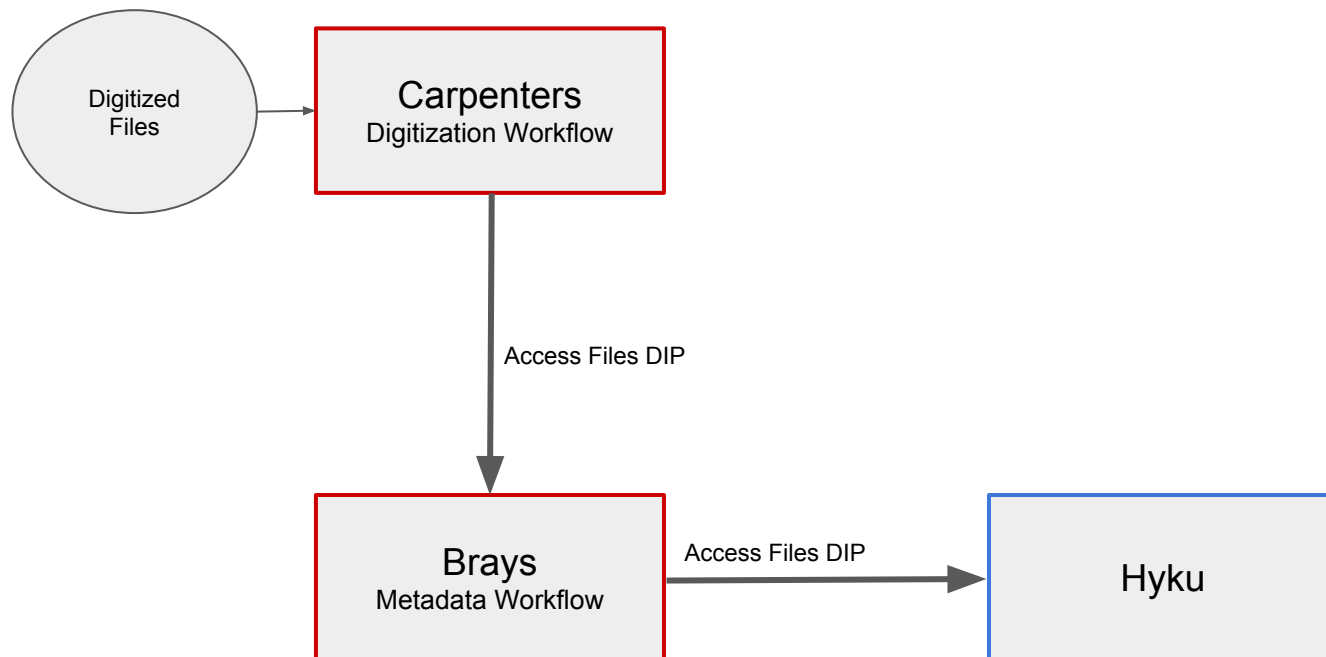 Digitized
Files
Carpenters
Digitization Workflow
Access Files DIP
Brays
Metadata Workflow
Access Files DIP
Hyku